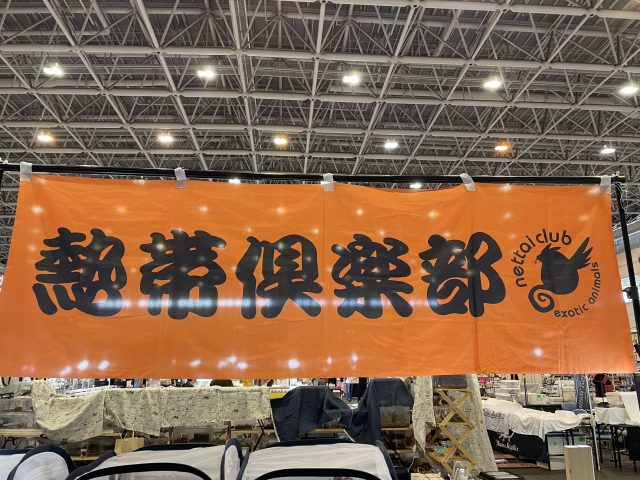 熱帯倶楽部
nettai club
exotic animals